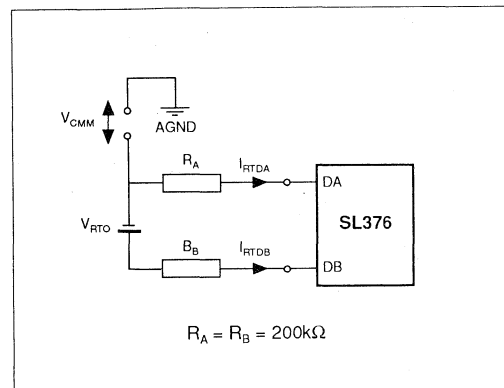 V_CMM
AGND
R_A
I_RTDA
DA
V_RTO
SL376
B_B
I_RTDB
DB
R_A = R_B = 200kΩ